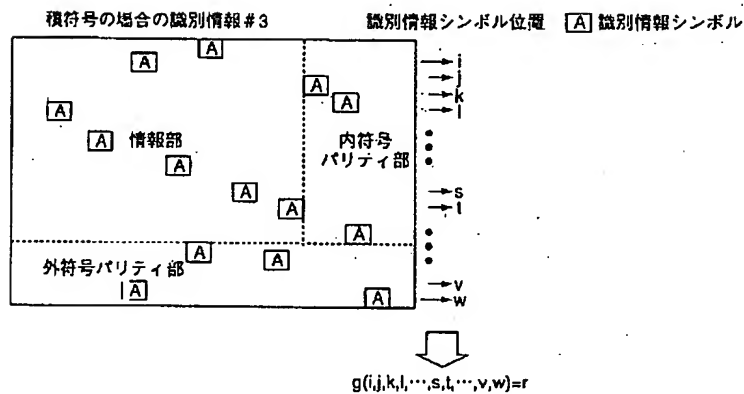 積符号の場合の識別情報#3
識別情報シンボル位置 A 識別情報シンボル
A
A
A
A
A
A 情報部
内符号
パリティ部
A
A
A
A
A
外符号パリティ部
A
A
A
i
j
k
l
s
t
v
w
g(i,j,k,l,…,s,t,…,v,w)=r